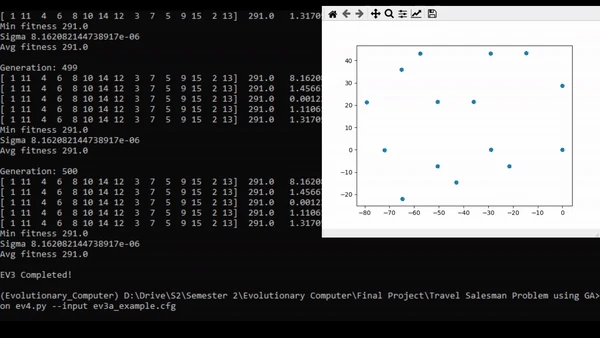 [ 1 11  4  6  8 10 14 12  3  7  5  9 15  2 13]  291.0  1.3170
Min fitness 291.0
Sigma 8.162082144738917e-06
Avg fitness 291.0
Generation: 499
[ 1 11  4  6  8 10 14 12  3  7  5  9 15  2 13]  291.0  8.1620
[ 1 11  4  6  8 10 14 12  3  7  5  9 15  2 13]  291.0  1.4566
[ 1 11  4  6  8 10 14 12  3  7  5  9 15  2 13]  291.0  0.0012
[ 1 11  4  6  8 10 14 12  3  7  5  9 15  2 13]  291.0  1.1106
[ 1 11  4  6  8 10 14 12  3  7  5  9 15  2 13]  291.0  1.3170
Min fitness 291.0
Sigma 8.162082144738917e-06
Avg fitness 291.0
Generation: 500
[ 1 11  4  6  8 10 14 12  3  7  5  9 15  2 13]  291.0  8.1620
[ 1 11  4  6  8 10 14 12  3  7  5  9 15  2 13]  291.0  1.4566
[ 1 11  4  6  8 10 14 12  3  7  5  9 15  2 13]  291.0  0.0012
[ 1 11  4  6  8 10 14 12  3  7  5  9 15  2 13]  291.0  1.1106
[ 1 11  4  6  8 10 14 12  3  7  5  9 15  2 13]  291.0  1.3170
Min fitness 291.0
Sigma 8.162082144738917e-06
Avg fitness 291.0
EV3 Completed!
(Evolutionary_Computer) D:\Drive\S2\Semester 2\Evolutionary Computer\Final Project\Travel Salesman Problem using GA>
on ev4.py --input ev3a_example.cfg
40
30
20
10
0
−10
−20
−80 −70 −60 −50 −40 −30 −20 −10 0